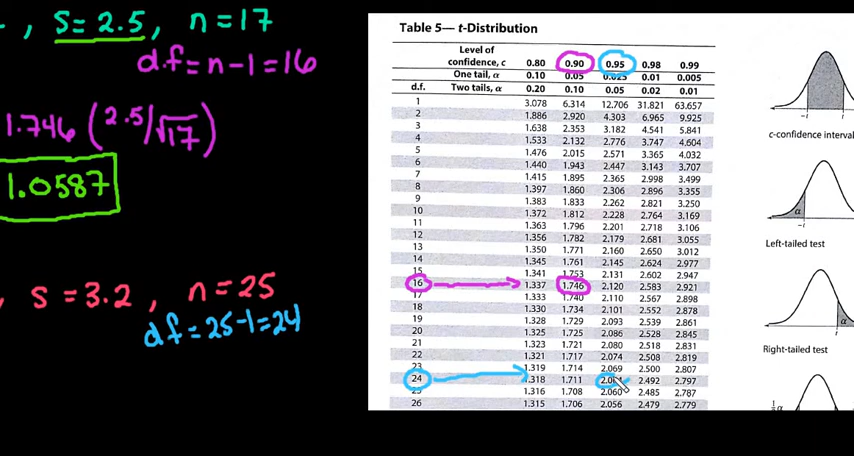 , S = 2.5 , n = 17
d.f = n - 1 = 16
1.746 ( 2.5/√17 )
1.0587
, s = 3.2 , n = 25
df = 25-1 = 24
Table 5— t-Distribution
Level of
confidence, c 0.80 0.90 0.95 0.98 0.99
One tail, α 0.10 0.05 0.025 0.01 0.005
d.f. Two tails, α 0.20 0.10 0.05 0.02 0.01
1 3.078 6.314 12.706 31.821 63.657
2 1.886 2.920 4.303 6.965 9.925
3 1.638 2.353 3.182 4.541 5.841
4 1.533 2.132 2.776 3.747 4.604
5 1.476 2.015 2.571 3.365 4.032
6 1.440 1.943 2.447 3.143 3.707
7 1.415 1.895 2.365 2.998 3.499
8 1.397 1.860 2.306 2.896 3.355
9 1.383 1.833 2.262 2.821 3.250
10 1.372 1.812 2.228 2.764 3.169
11 1.363 1.796 2.201 2.718 3.106
12 1.356 1.782 2.179 2.681 3.055
13 1.350 1.771 2.160 2.650 3.012
14 1.345 1.761 2.145 2.624 2.977
15 1.341 1.753 2.131 2.602 2.947
16 1.337 1.746 2.120 2.583 2.921
17 1.333 1.740 2.110 2.567 2.898
18 1.330 1.734 2.101 2.552 2.878
19 1.328 1.729 2.093 2.539 2.861
20 1.325 1.725 2.086 2.528 2.845
21 1.323 1.721 2.080 2.518 2.831
22 1.321 1.717 2.074 2.508 2.819
23 1.319 1.714 2.069 2.500 2.807
24 1.318 1.711 2.492 2.797
25 1.316 1.708 2.060 2.485 2.787
26 1.315 1.706 2.056 2.479 2.779
-t t
c-confidence interval
α
-t
Left-tailed test
α
t
Right-tailed test
½α